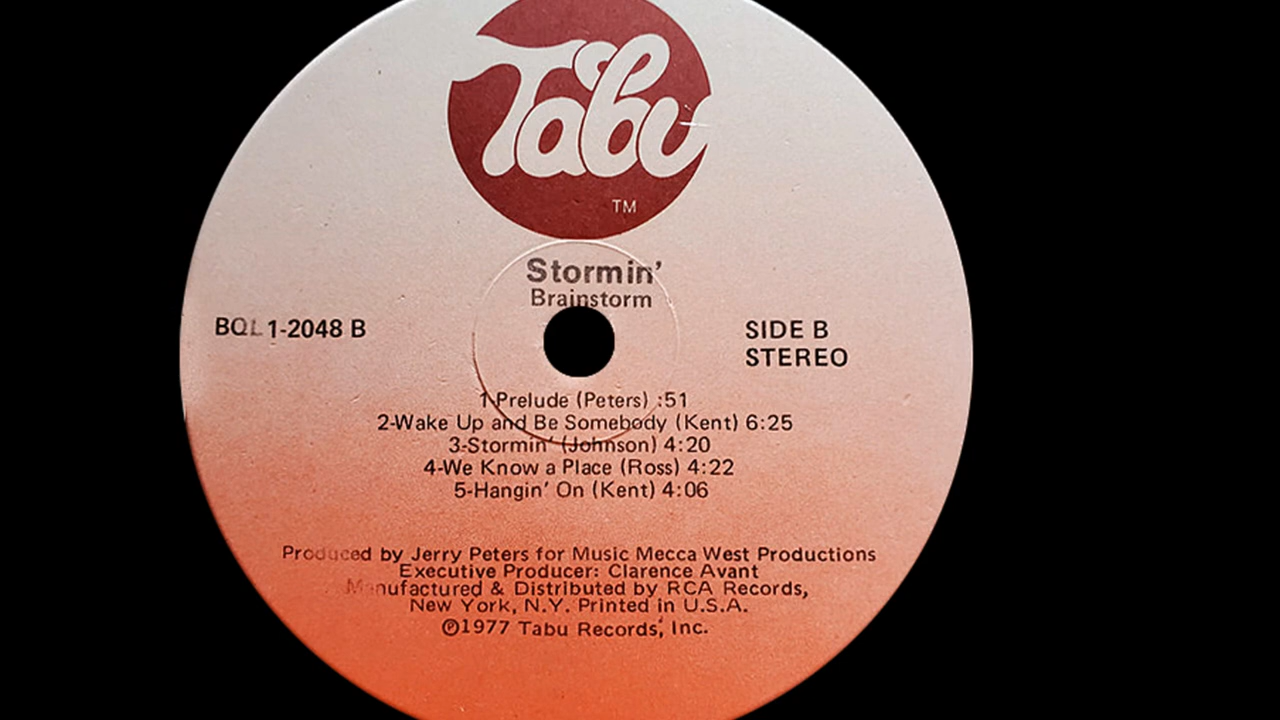 Tabu
TM
Stormin'
Brainstorm
BQL1-2048 B
SIDE B
STEREO
1-Prelude (Peters) :51
2-Wake Up and Be Somebody (Kent) 6:25
3-Stormin' (Johnson) 4:20
4-We Know a Place (Ross) 4:22
5-Hangin' On (Kent) 4:06
Produced by Jerry Peters for Music Mecca West Productions
Executive Producer: Clarence Avant
Manufactured & Distributed by RCA Records,
New York, N.Y. Printed in U.S.A.
℗1977 Tabu Records, Inc.